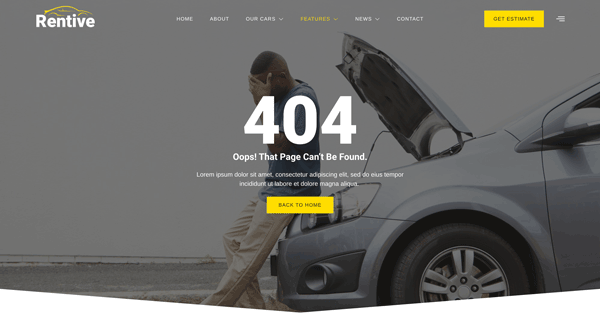 Rentive
HOME
ABOUT
OUR CARS
FEATURES
NEWS
CONTACT
GET ESTIMATE
404
Oops! That Page Can't Be Found.
Lorem ipsum dolor sit amet, consectetur adipiscing elit, sed do eius tempor
incididunt ut labore et dolore magna aliqua.
BACK TO HOME